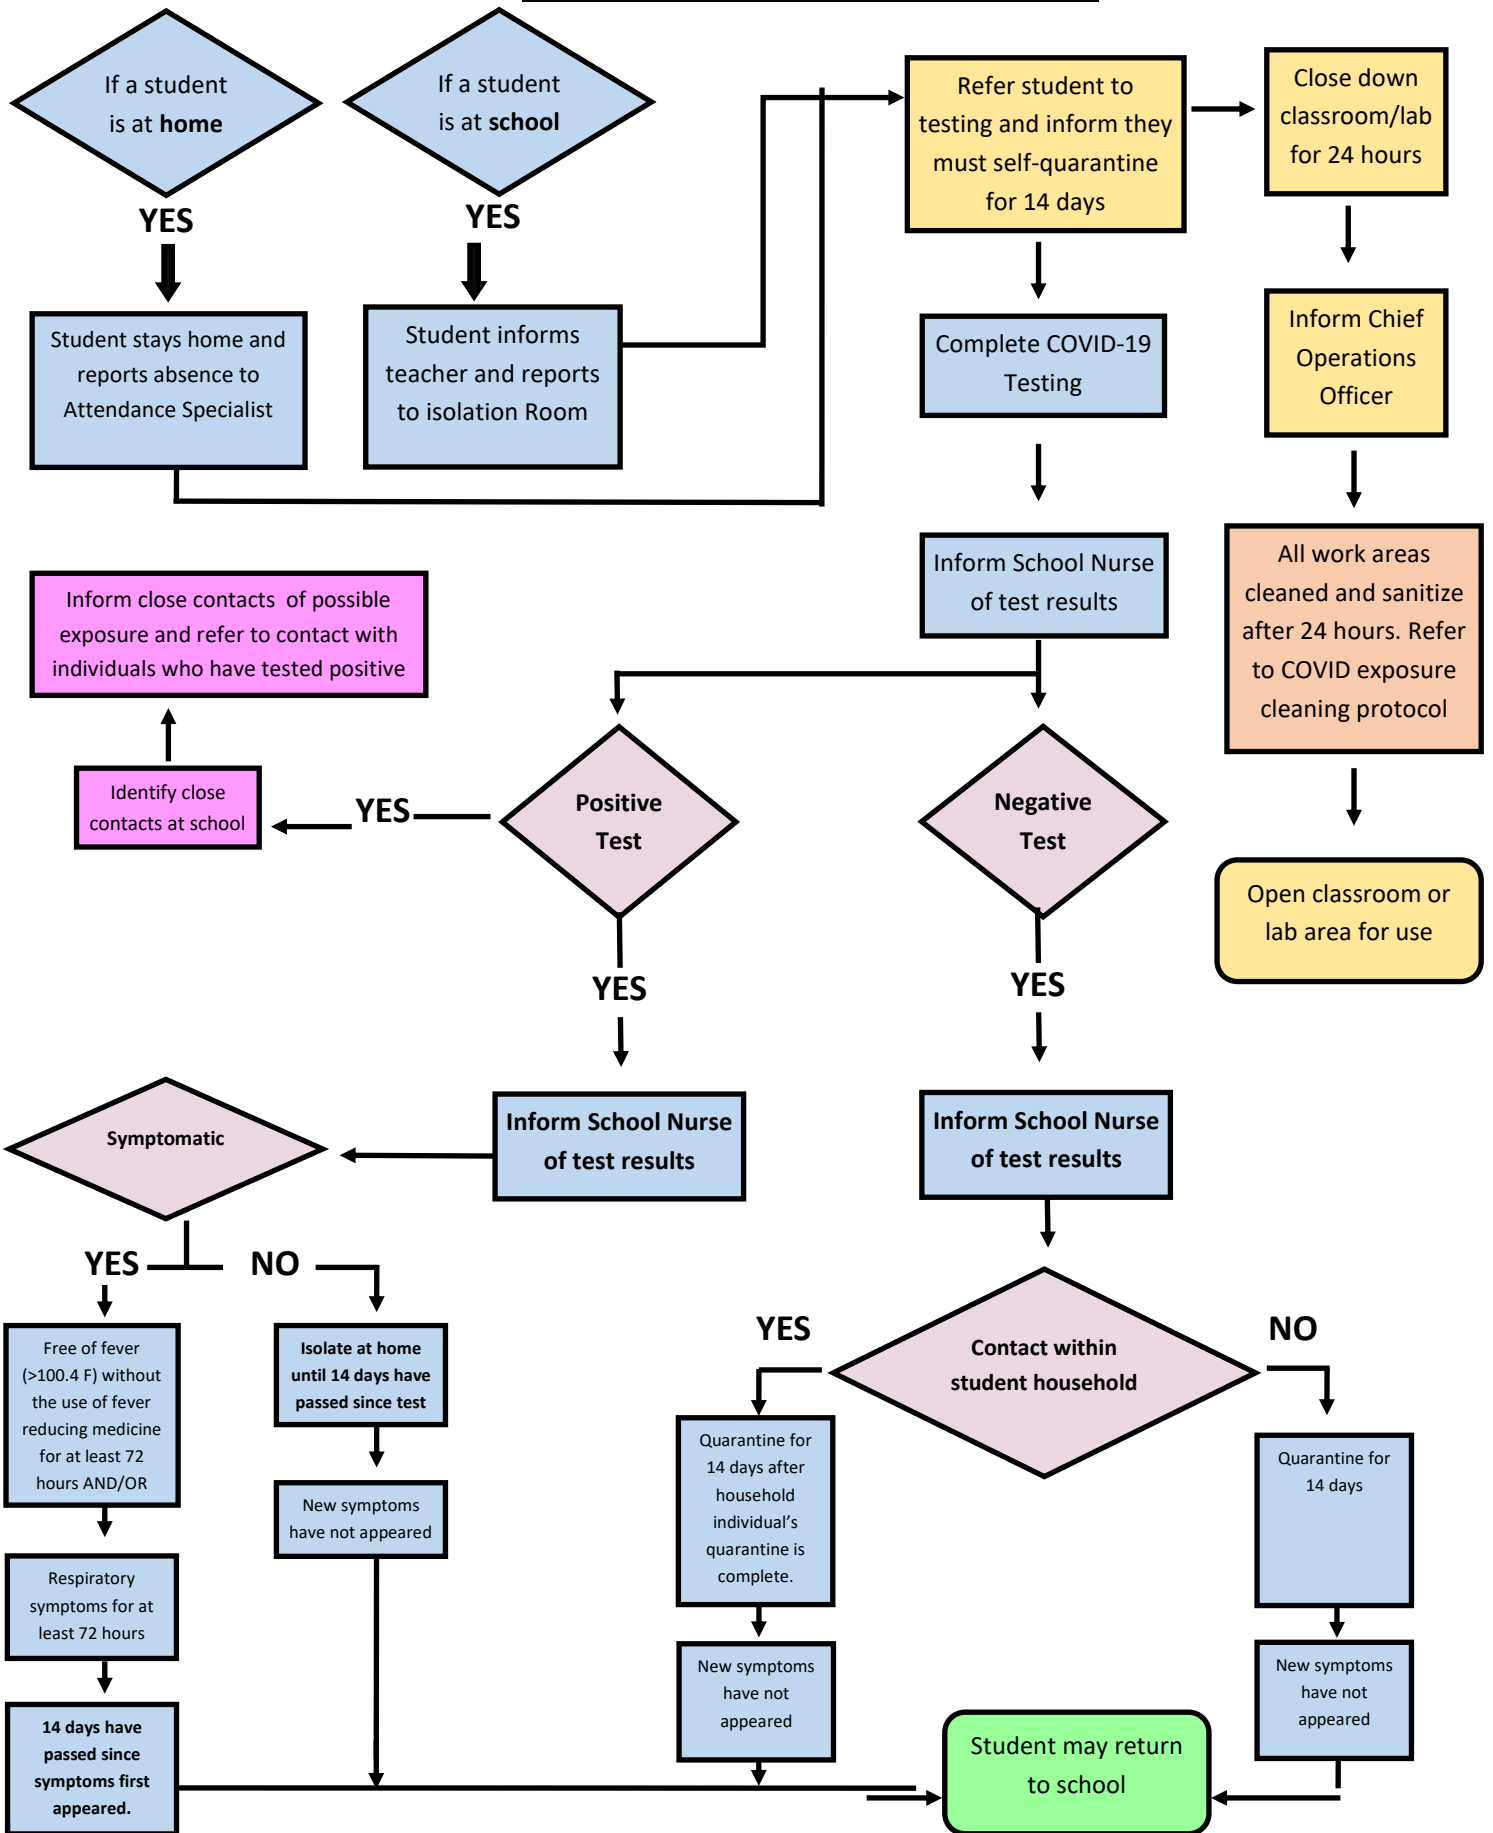 If a student
is at home
If a student
is at school
Refer student to
testing and inform they
must self-quarantine
for 14 days
Close down
classroom/lab
for 24 hours
YES
YES
Student stays home and
reports absence to
Attendance Specialist
Student informs
teacher and reports
to isolation Room
Complete COVID-19
Testing
Inform Chief
Operations
Officer
Inform School Nurse
of test results
All work areas
cleaned and sanitize
after 24 hours. Refer
to COVID exposure
cleaning protocol
Inform close contacts  of possible
exposure and refer to contact with
individuals who have tested positive
Identify close
contacts at school
YES
Positive
Test
Negative
Test
Open classroom or
lab area for use
YES
YES
Symptomatic
Inform School Nurse
of test results
Inform School Nurse
of test results
YES
NO
Free of fever
(>100.4 F) without
the use of fever
reducing medicine
for at least 72
hours AND/OR
Isolate at home
until 14 days have
passed since test
YES
Contact within
student household
NO
Quarantine for
14 days after
household
individual’s
quarantine is
complete.
Quarantine for
14 days
New symptoms
have not appeared
Respiratory
symptoms for at
least 72 hours
New symptoms
have not
appeared
New symptoms
have not
appeared
14 days have
passed since
symptoms first
appeared.
Student may return
to school